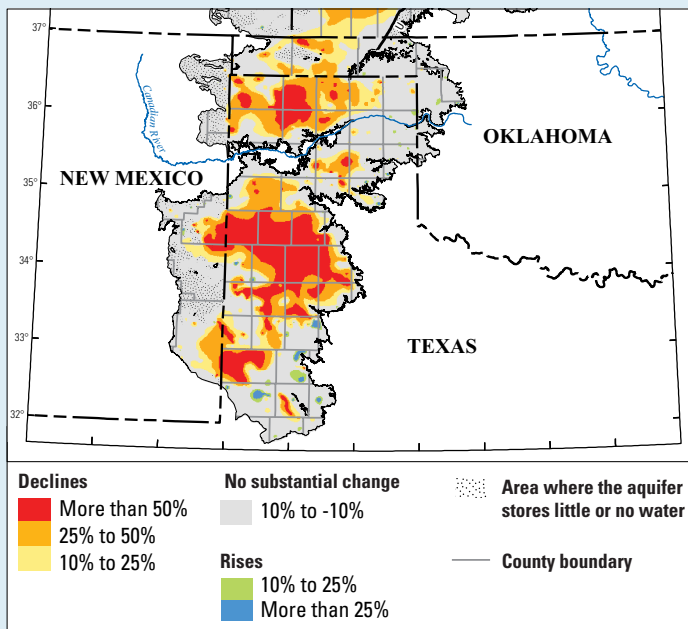 37°
36°
Canadian River
OKLAHOMA
NEW MEXICO
35°
34°
33°
TEXAS
32°
Declines
More than 50%
25% to 50%
10% to 25%
No substantial change
10% to -10%
Rises
10% to 25%
More than 25%
Area where the aquifer
stores little or no water
County boundary